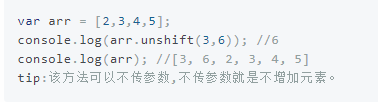 var arr = [2,3,4,5];
console.log(arr.unshift(3,6)); //6
console.log(arr); //[3, 6, 2, 3, 4, 5]
tip:该方法可以不传参数,不传参数就是不增加元素。